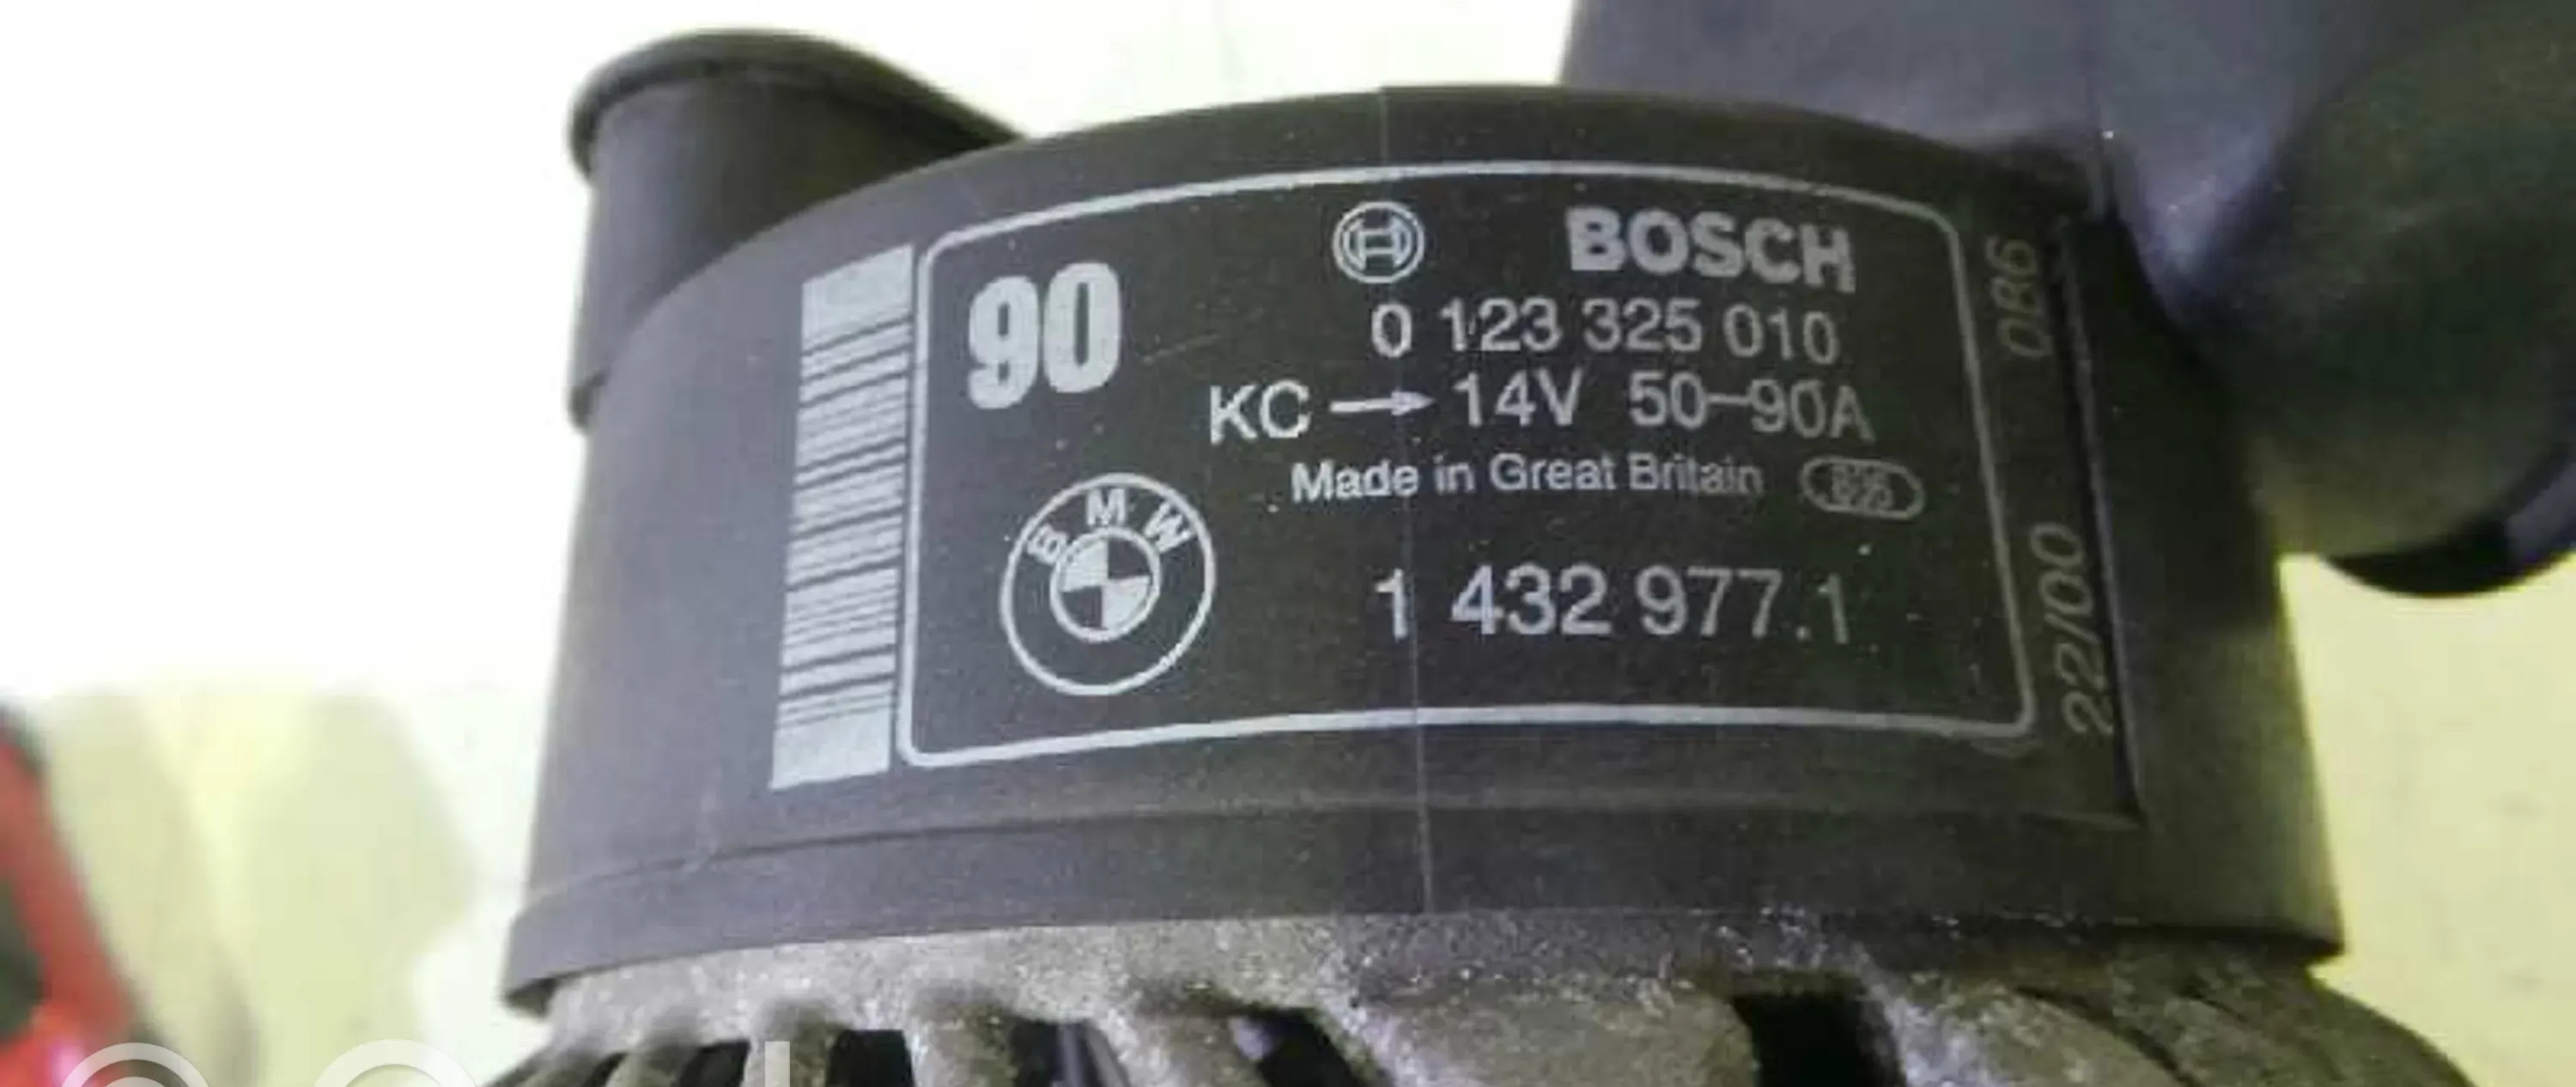 90
BOSCH
0 123 325 010
KC → 14V 50-90A
Made in Great Britain
BMW
1 432 977.1
086
22/00